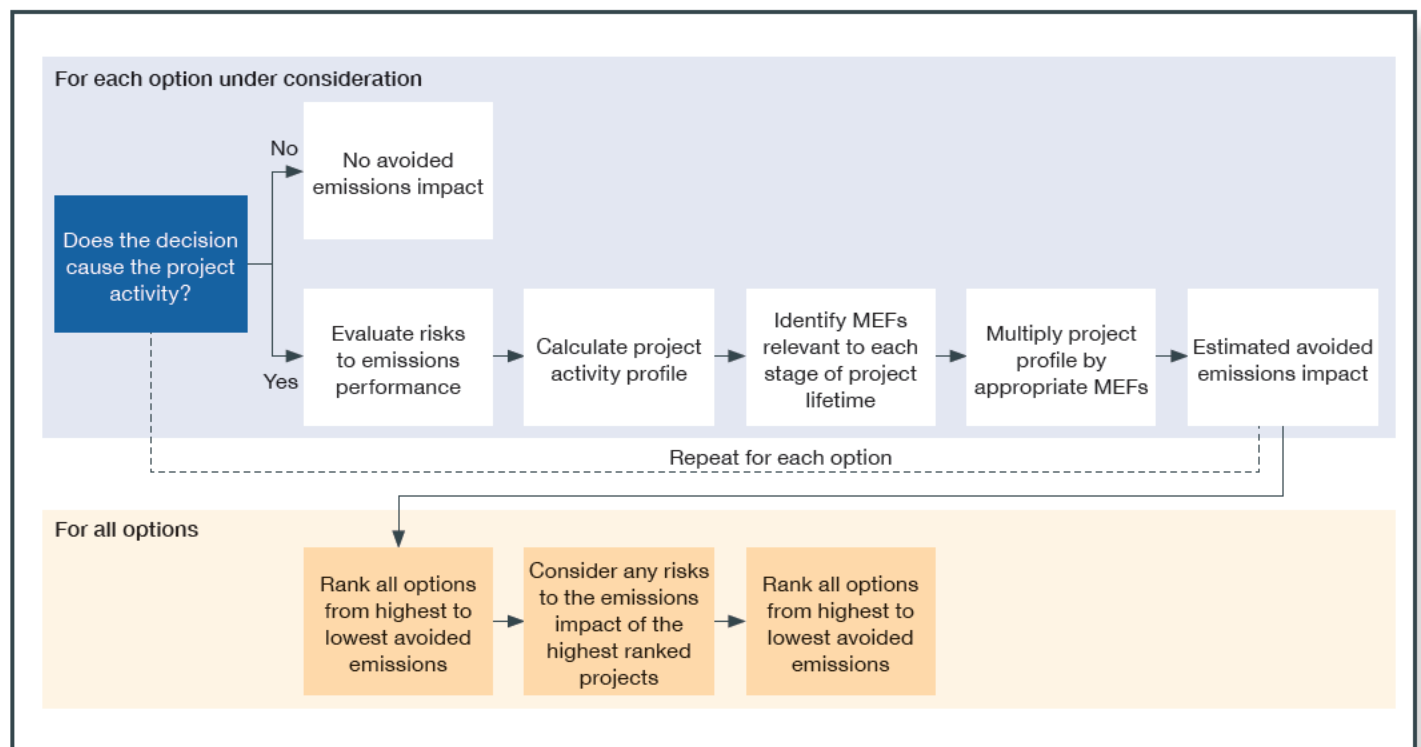 For each option under consideration
No
No avoided
emissions impact
Does the decision
cause the project
activity?
Yes
Evaluate risks
to emissions
performance
Calculate project
activity profile
Identify MEFs
relevant to each
stage of project
lifetime
Multiply project
profile by
appropriate MEFs
Estimated avoided
emissions impact
Repeat for each option
For all options
Rank all options
from highest to
lowest avoided
emissions
Consider any risks
to the emissions
impact of the
highest ranked
projects
Rank all options
from highest to
lowest avoided
emissions